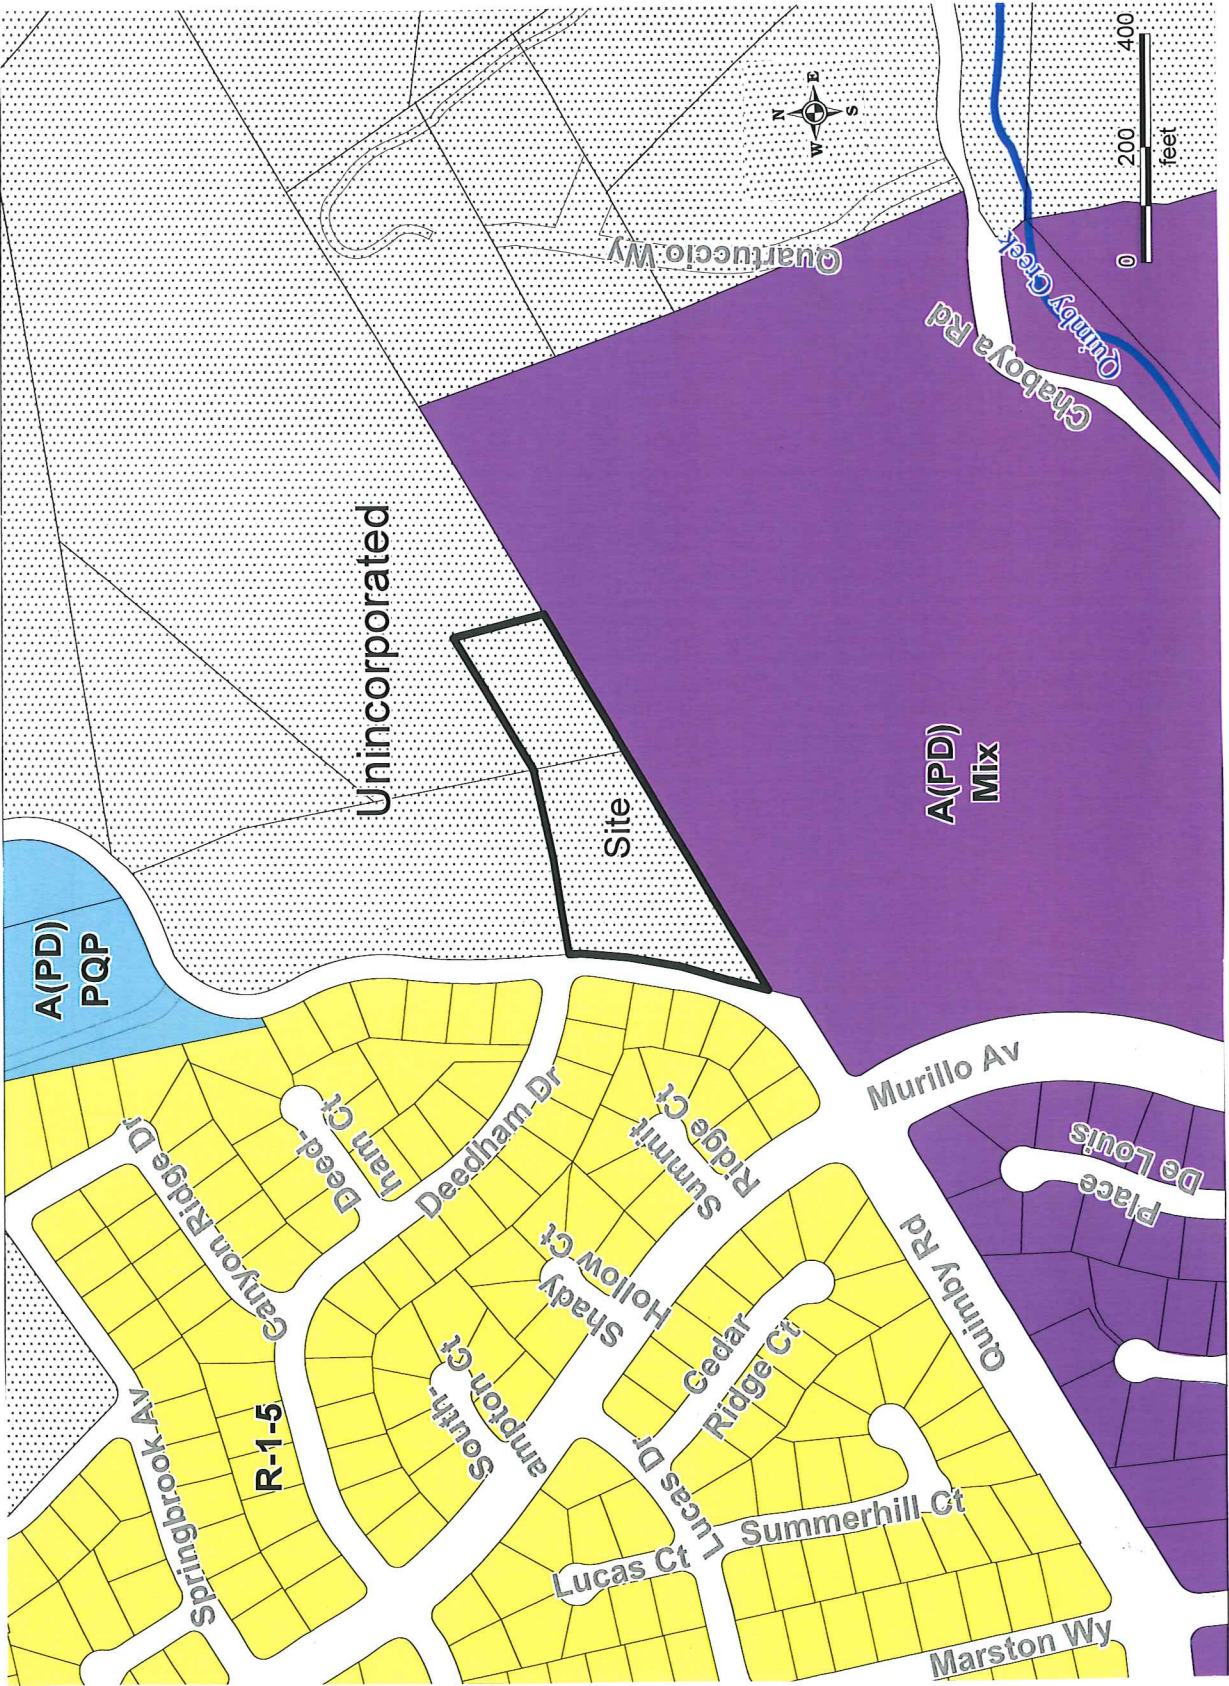 A(PD)
PQP
Unincorporated
N
W
E
S
Quartuccio Wy
Chaboya Rd
Quimby Creek
0
200
400
feet
Site
A(PD)
Mix
Canyon Ridge Dr
Deed-
ham Ct
Deedham Dr
Summit
Ridge Ct
Murillo Av
De Louis
Place
Shady
Hollow Ct
South-
ampton Ct
Cedar
Ridge Ct
Quimby Rd
Springbrook Av
R-1-5
Lucas Dr
Lucas Ct
Summerhill Ct
Marston Wy